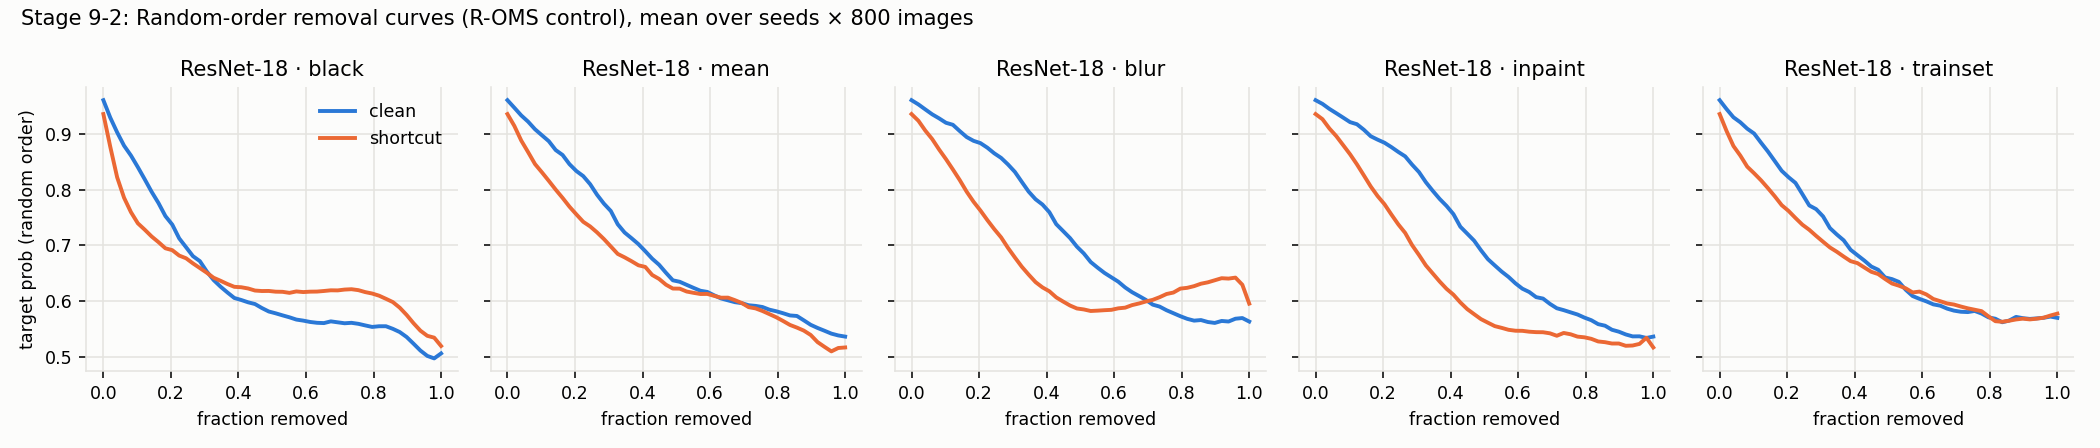 Stage 9-2: Random-order removal curves (R-OMS control), mean over seeds × 800 images
ResNet-18 · black
ResNet-18 · mean
ResNet-18 · blur
ResNet-18 · inpaint
ResNet-18 · trainset
target prob (random order)
0.9
0.8
0.7
0.6
0.5
clean
shortcut
0.0 0.2 0.4 0.6 0.8 1.0
0.0 0.2 0.4 0.6 0.8 1.0
0.0 0.2 0.4 0.6 0.8 1.0
0.0 0.2 0.4 0.6 0.8 1.0
0.0 0.2 0.4 0.6 0.8 1.0
fraction removed
fraction removed
fraction removed
fraction removed
fraction removed